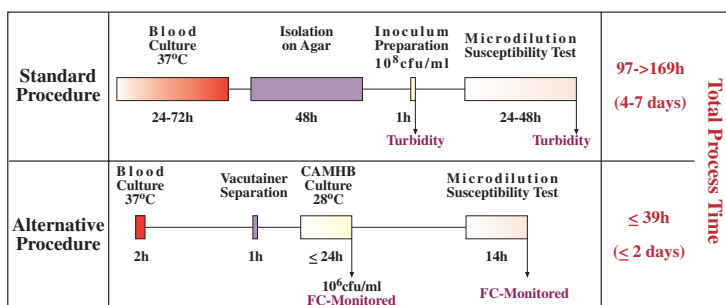 Standard
Procedure
Blood
Culture
37°C
24-72h
Isolation
on Agar
48h
Inoculum
Preparation
10⁸cfu/ml
1h
Turbidity
Microdilution
Susceptibility Test
24-48h
Turbidity
97->169h
(4-7 days)
Alternative
Procedure
Blood
Culture
37°C
2h
Vacutainer
Separation
1h
CAMHB
Culture
28°C
≤ 24h
10⁶cfu/ml
FC-Monitored
Microdilution
Susceptibility Test
14h
FC-Monitored
≤ 39h
(≤ 2 days)
Total Process Time